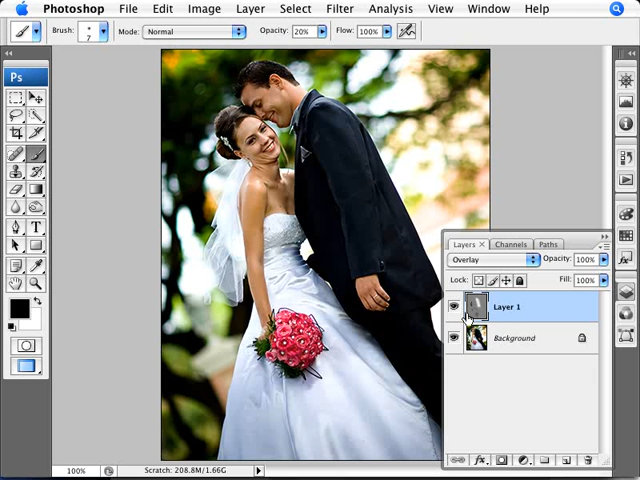 Photoshop File Edit Image Layer Select Filter Analysis View Window Help
Brush: 7 Mode: Normal Opacity: 20% Flow: 100%
Ps
Layers Channels Paths
Overlay Opacity: 100%
Lock: Fill: 100%
Layer 1
Background
100% Scratch: 208.8M/1.66G